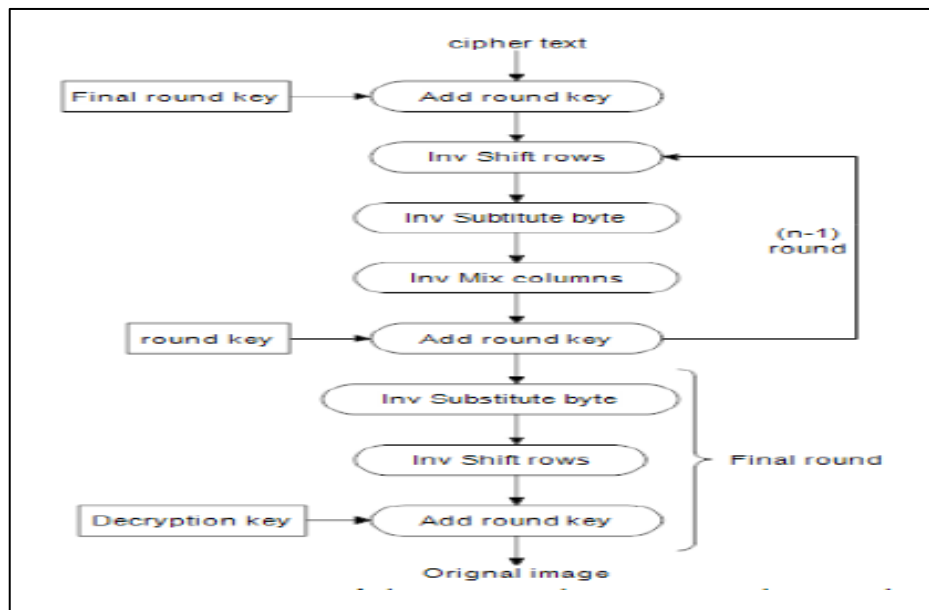 cipher text
Final round key
Add round key
Inv Shift rows
Inv Subtitute byte
(n-1)
round
Inv Mix columns
round key
Add round key
Inv Substitute byte
Inv Shift rows
Final round
Decryption key
Add round key
Orignal image